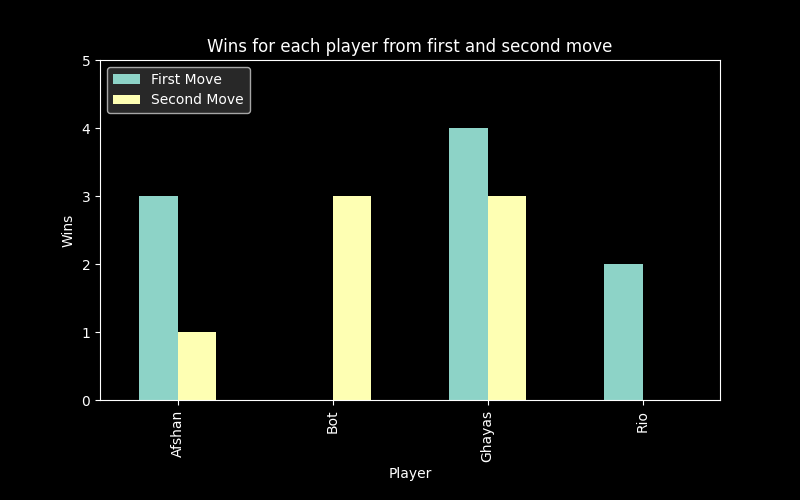 Wins for each player from first and second move
First Move
Second Move
5
4
3
2
1
0
Wins
Afshan
Bot
Ghayas
Rio
Player